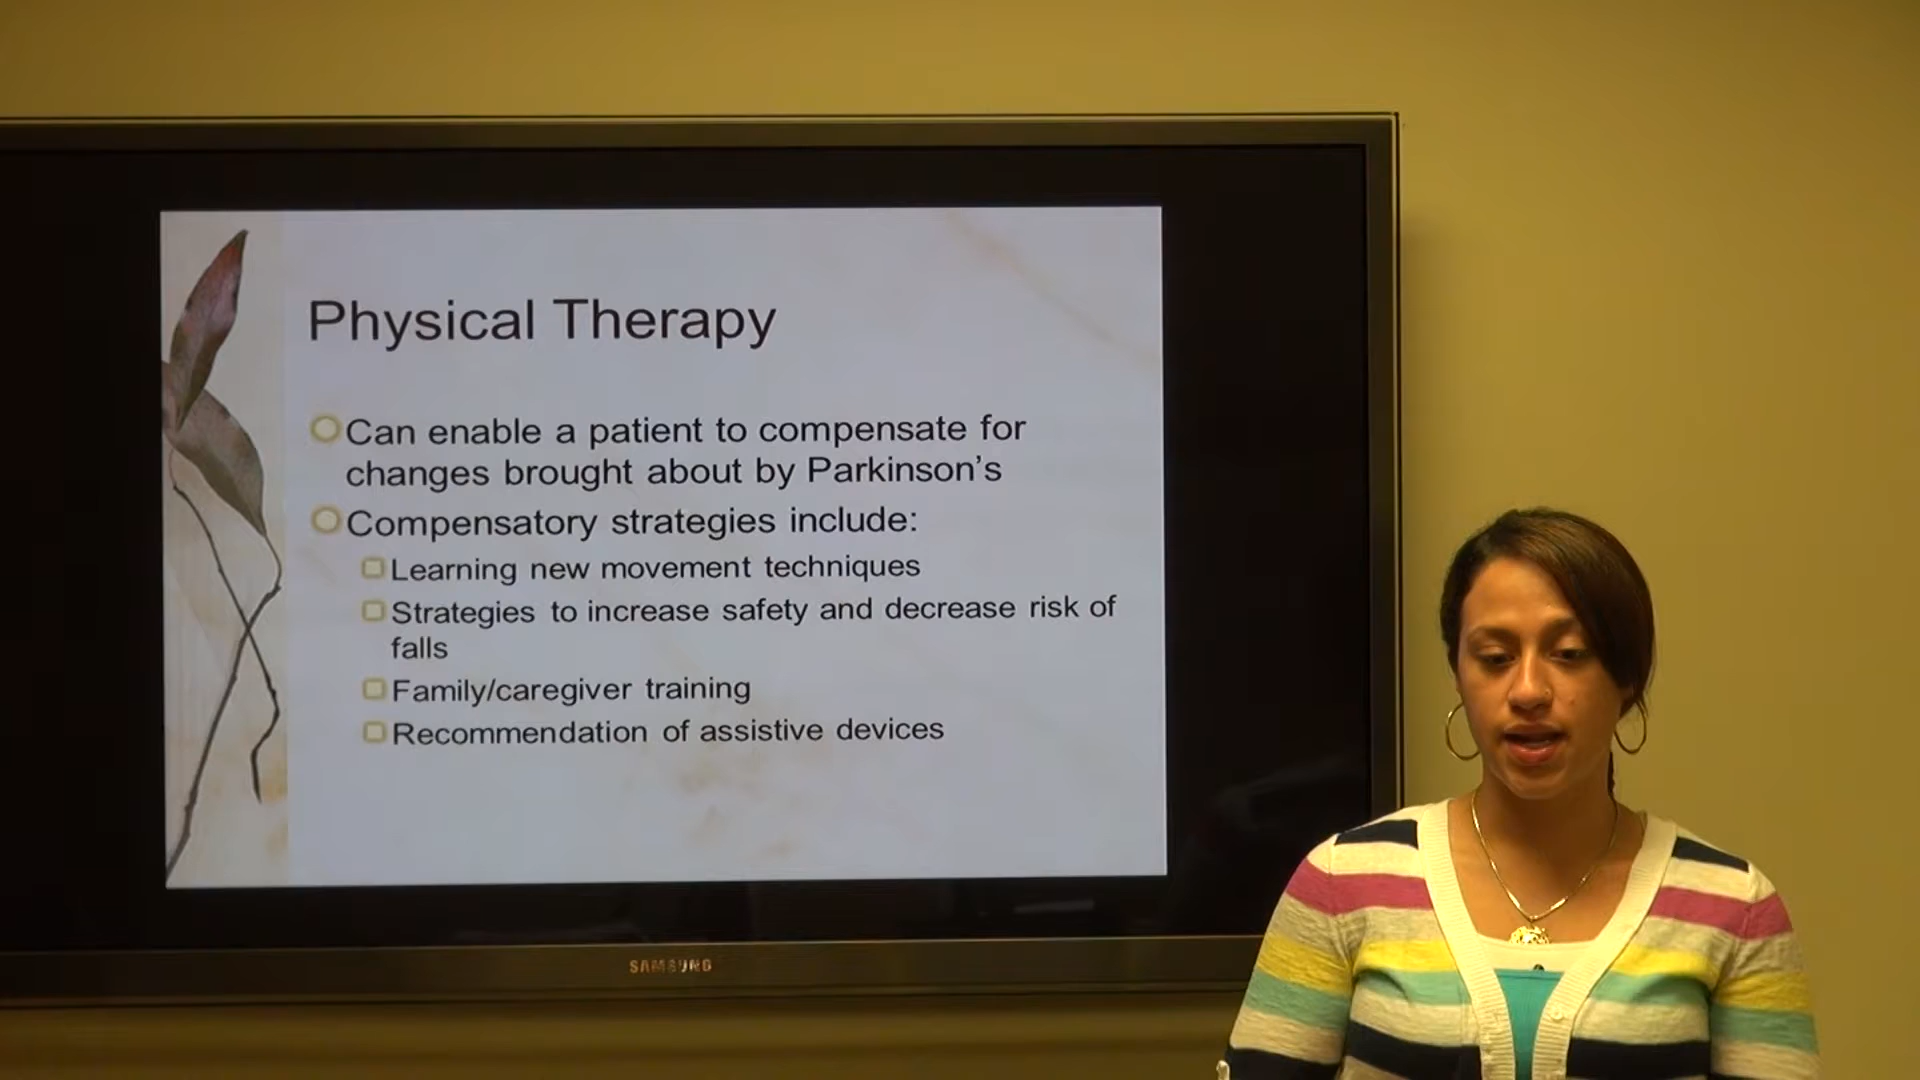 Physical Therapy
Can enable a patient to compensate for
changes brought about by Parkinson's
Compensatory strategies include:
Learning new movement techniques
Strategies to increase safety and decrease risk of
falls
Family/caregiver training
Recommendation of assistive devices
SAMSUNG